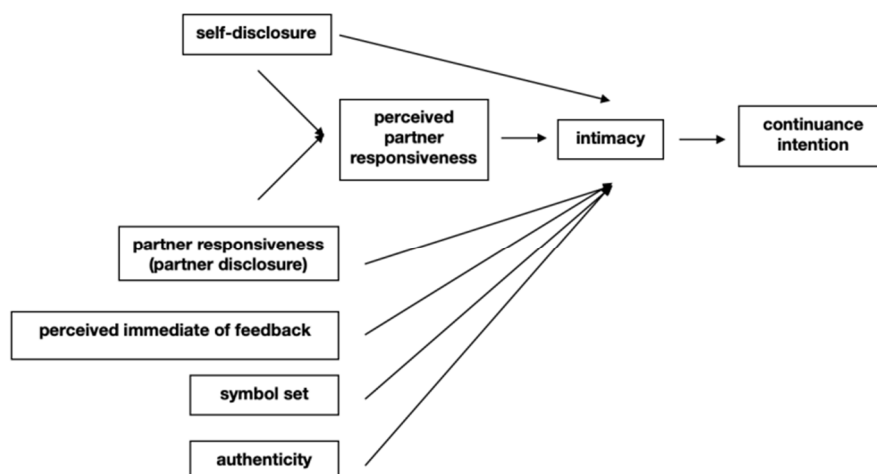 self-disclosure
perceived
partner
responsiveness
intimacy
continuance
intention
partner responsiveness
(partner disclosure)
perceived immediate of feedback
symbol set
authenticity